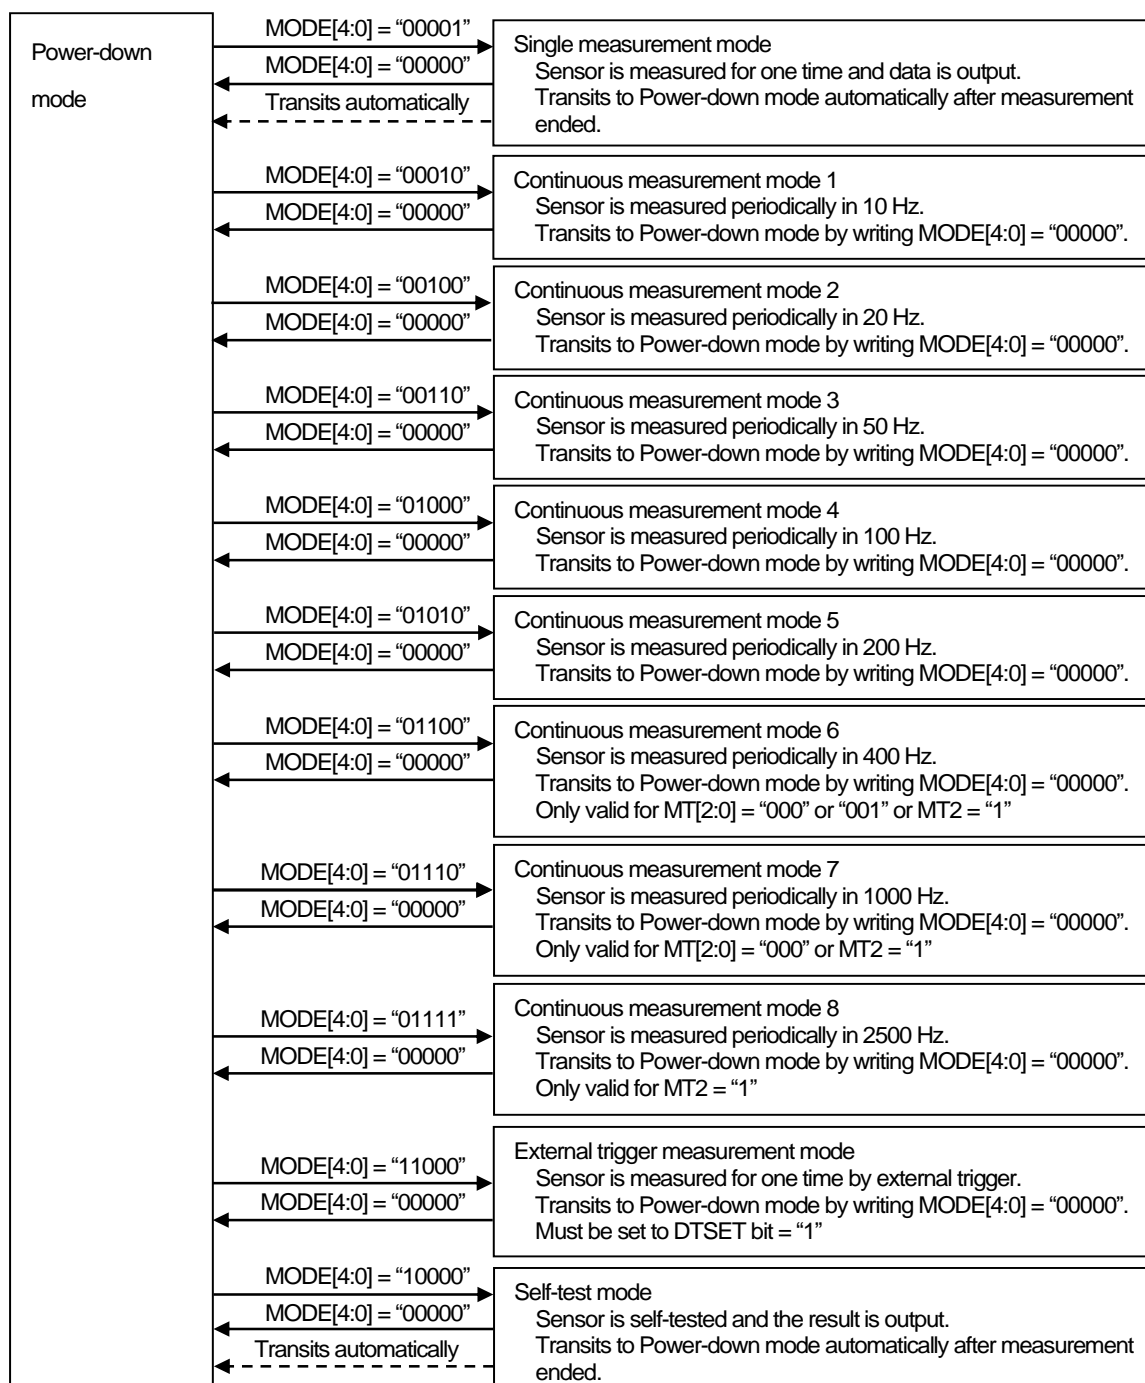 Power-down
mode
MODE[4:0] = “00001”
MODE[4:0] = “00000”
Transits automatically
Single measurement mode
Sensor is measured for one time and data is output.
Transits to Power-down mode automatically after measurement
ended.
MODE[4:0] = “00010”
MODE[4:0] = “00000”
Continuous measurement mode 1
Sensor is measured periodically in 10 Hz.
Transits to Power-down mode by writing MODE[4:0] = “00000”.
MODE[4:0] = “00100”
MODE[4:0] = “00000”
Continuous measurement mode 2
Sensor is measured periodically in 20 Hz.
Transits to Power-down mode by writing MODE[4:0] = “00000”.
MODE[4:0] = “00110”
MODE[4:0] = “00000”
Continuous measurement mode 3
Sensor is measured periodically in 50 Hz.
Transits to Power-down mode by writing MODE[4:0] = “00000”.
MODE[4:0] = “01000”
MODE[4:0] = “00000”
Continuous measurement mode 4
Sensor is measured periodically in 100 Hz.
Transits to Power-down mode by writing MODE[4:0] = “00000”.
MODE[4:0] = “01010”
MODE[4:0] = “00000”
Continuous measurement mode 5
Sensor is measured periodically in 200 Hz.
Transits to Power-down mode by writing MODE[4:0] = “00000”.
MODE[4:0] = “01100”
MODE[4:0] = “00000”
Continuous measurement mode 6
Sensor is measured periodically in 400 Hz.
Transits to Power-down mode by writing MODE[4:0] = “00000”.
Only valid for MT[2:0] = “000” or “001” or MT2 = “1”
MODE[4:0] = “01110”
MODE[4:0] = “00000”
Continuous measurement mode 7
Sensor is measured periodically in 1000 Hz.
Transits to Power-down mode by writing MODE[4:0] = “00000”.
Only valid for MT[2:0] = “000” or MT2 = “1”
MODE[4:0] = “01111”
MODE[4:0] = “00000”
Continuous measurement mode 8
Sensor is measured periodically in 2500 Hz.
Transits to Power-down mode by writing MODE[4:0] = “00000”.
Only valid for MT2 = “1”
MODE[4:0] = “11000”
MODE[4:0] = “00000”
External trigger measurement mode
Sensor is measured for one time by external trigger.
Transits to Power-down mode by writing MODE[4:0] = “00000”.
Must be set to DTSET bit = “1”
MODE[4:0] = “10000”
MODE[4:0] = “00000”
Transits automatically
Self-test mode
Sensor is self-tested and the result is output.
Transits to Power-down mode automatically after measurement
ended.